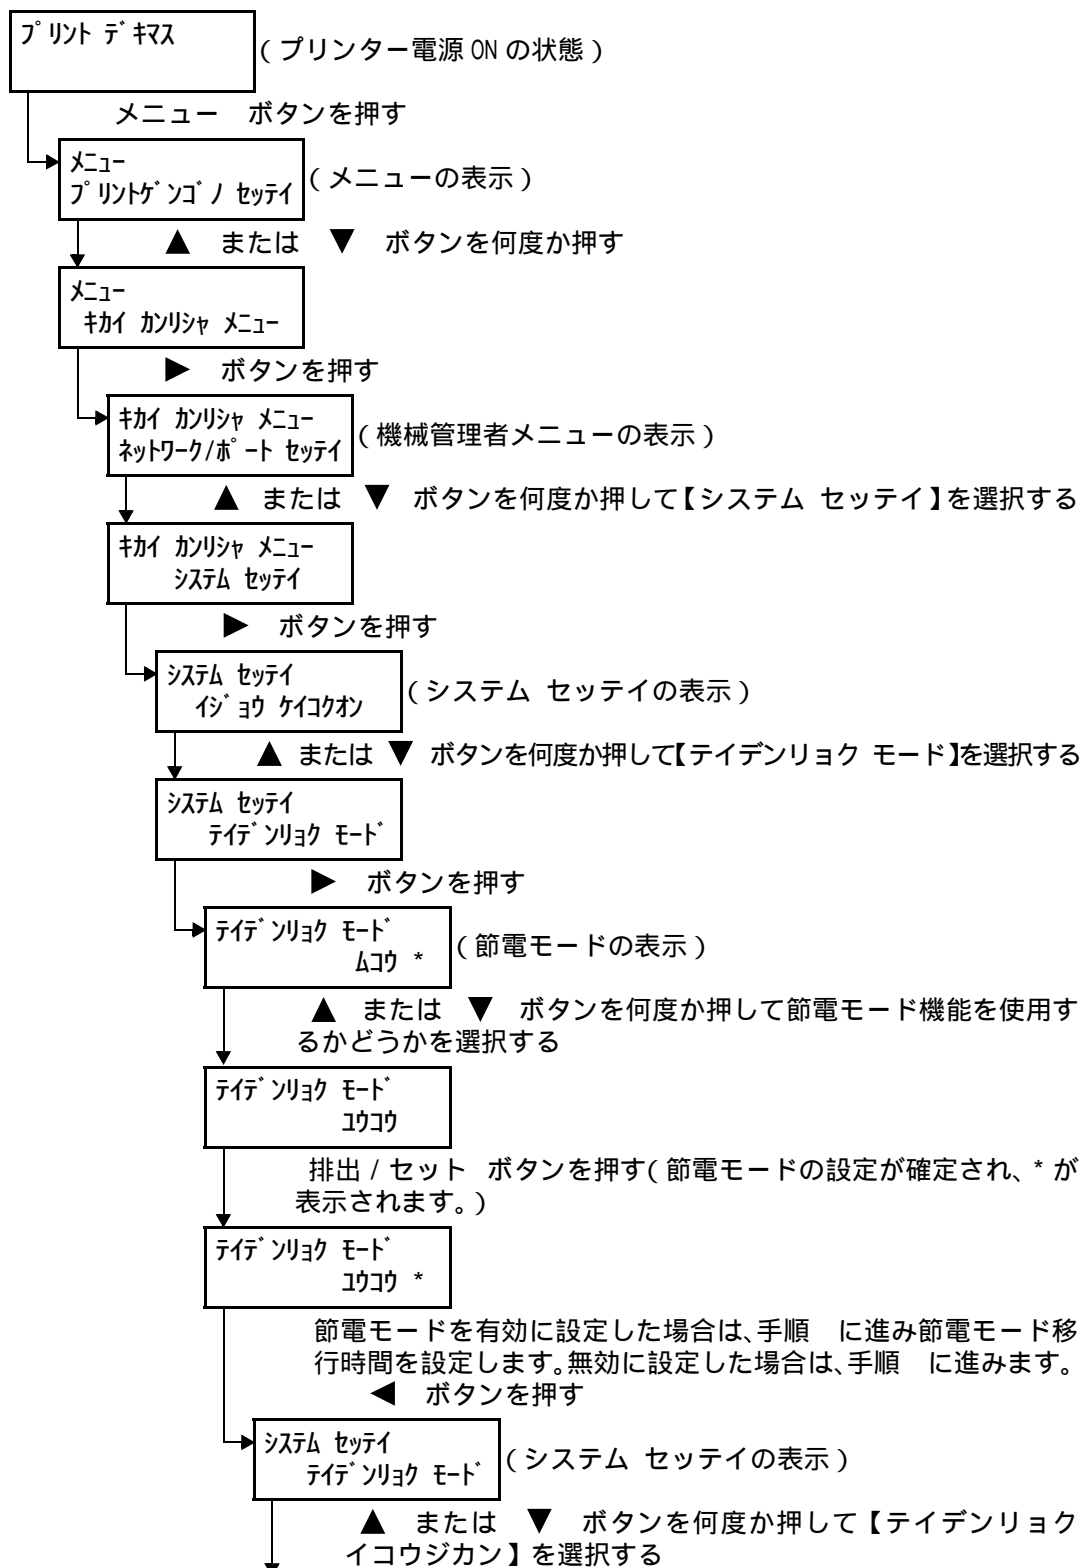 ﾌﾟﾘﾝﾄ ﾃﾞｷﾏｽ
(プリンター電源 ON の状態)
メニュー　ボタンを押す
ﾒﾆｭｰ
ﾌﾟﾘﾝﾄｹﾞﾝｺﾞﾉ ｾｯﾃｲ
(メニューの表示)
▲　または　▼　ボタンを何度か押す
ﾒﾆｭｰ
ｷｶｲ ｶﾝﾘｼｬ ﾒﾆｭｰ
▶　ボタンを押す
ｷｶｲ ｶﾝﾘｼｬ ﾒﾆｭｰ
ﾈｯﾄﾜｰｸ/ﾎﾟｰﾄ ｾｯﾃｲ
(機械管理者メニューの表示)
▲　または　▼　ボタンを何度か押して【システム セッテイ】を選択する
ｷｶｲ ｶﾝﾘｼｬ ﾒﾆｭｰ
ｼｽﾃﾑ ｾｯﾃｲ
▶　ボタンを押す
ｼｽﾃﾑ ｾｯﾃｲ
ｲｼﾞｮｳ ｹｲｺｸｵﾝ
(システム セッテイの表示)
▲　または　▼　ボタンを何度か押して【テイデンリョク モード】を選択する
ｼｽﾃﾑ ｾｯﾃｲ
ﾃｲﾃﾞﾝﾘｮｸ ﾓｰﾄﾞ
▶　ボタンを押す
ﾃｲﾃﾞﾝﾘｮｸ ﾓｰﾄﾞ
ﾑｺｳ *
(節電モードの表示)
▲　または　▼　ボタンを何度か押して節電モード機能を使用す
るかどうかを選択する
ﾃｲﾃﾞﾝﾘｮｸ ﾓｰﾄﾞ
ﾕｳｺｳ
排出 / セット　ボタンを押す(節電モードの設定が確定され、* が
表示されます。)
ﾃｲﾃﾞﾝﾘｮｸ ﾓｰﾄﾞ
ﾕｳｺｳ *
節電モードを有効に設定した場合は、手順　に進み節電モード移
行時間を設定します。無効に設定した場合は、手順　に進みます。
◀　ボタンを押す
ｼｽﾃﾑ ｾｯﾃｲ
ﾃｲﾃﾞﾝﾘｮｸ ﾓｰﾄﾞ
(システム セッテイの表示)
▲　または　▼　ボタンを何度か押して【テイデンリョク
イコウジカン】を選択する